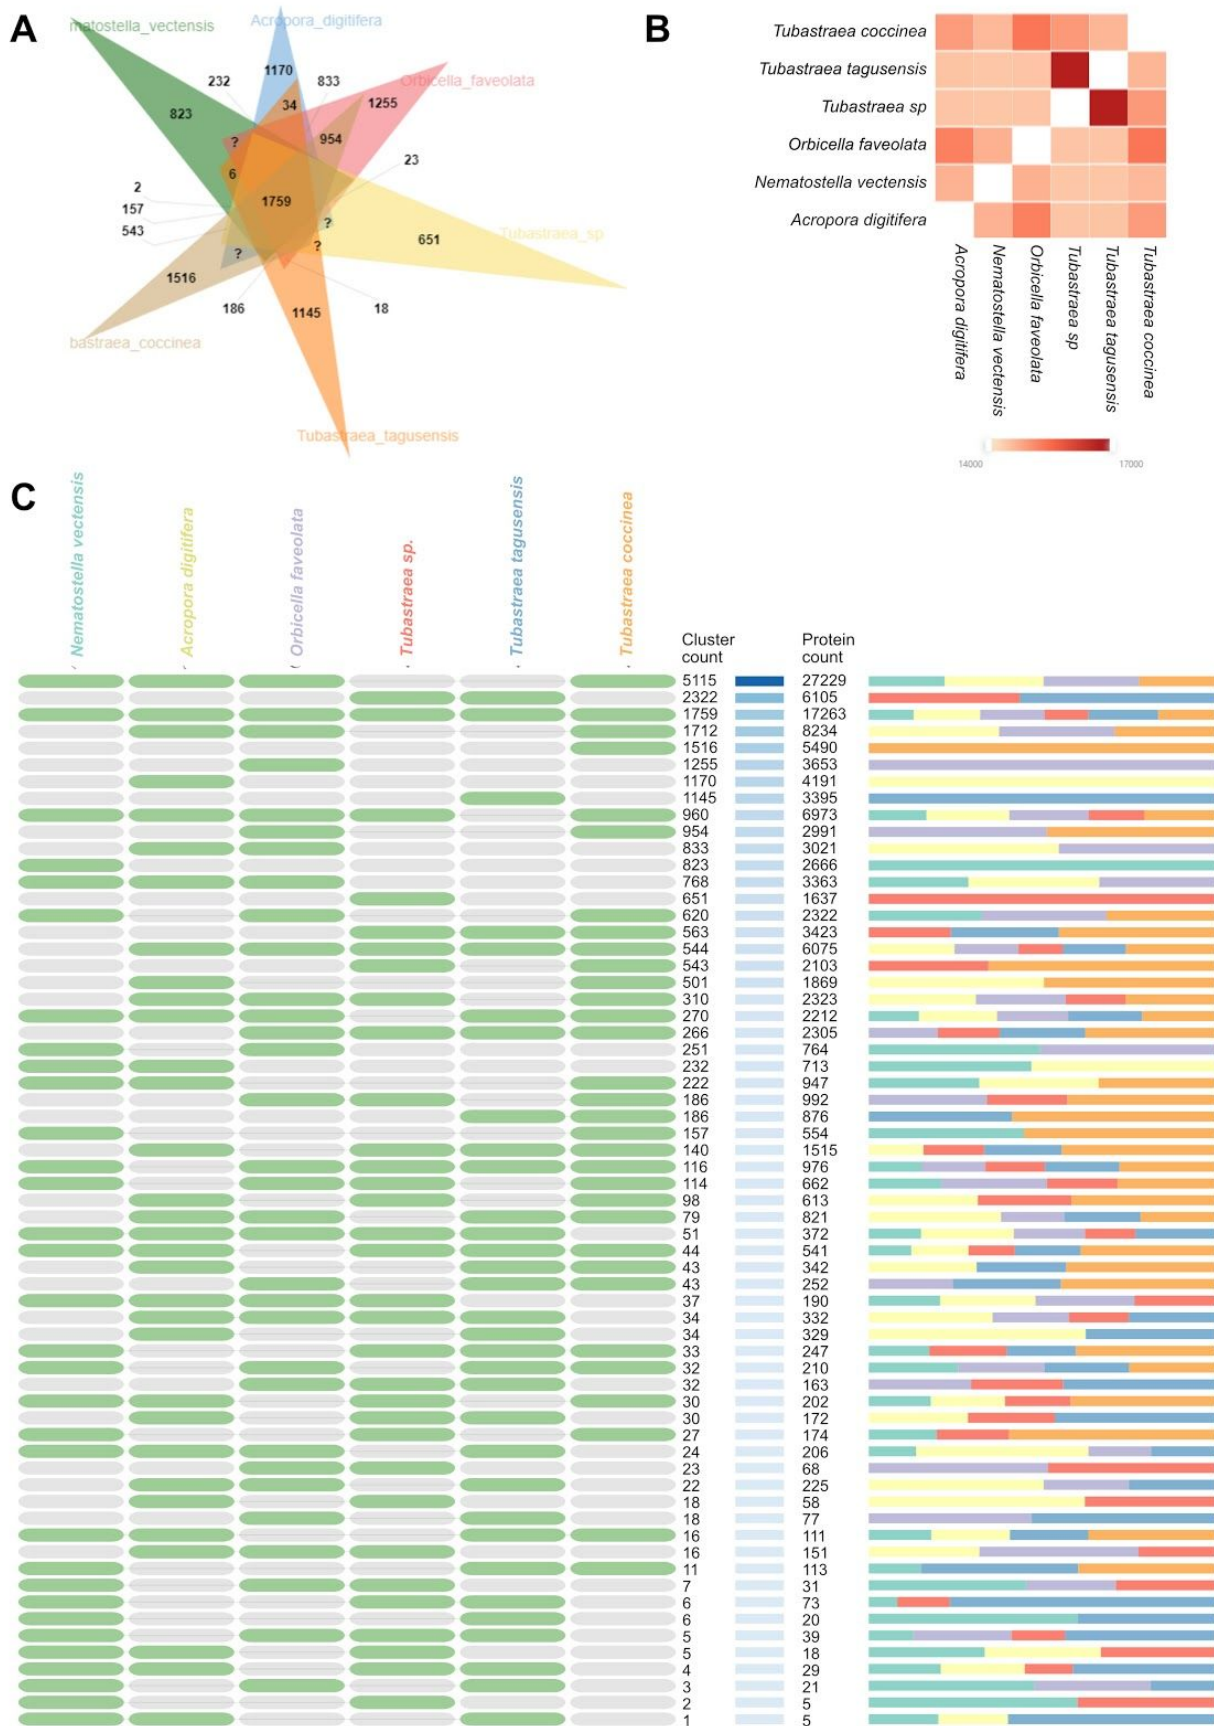 A
matostella_vectensis
Acropora_digitifera
232
1170
833
Orbicella_faveolata
34
1255
823
?
954
23
6
2
1759
157
543
?
?
?
651
Tubastraea_sp
1516
186
1145
18
bastraea_coccinea
Tubastraea_tagusensis
B
Tubastraea coccinea
Tubastraea tagusensis
Tubastraea sp
Orbicella faveolata
Nematostella vectensis
Acropora digitifera
Acropora digitifera
Nematostella vectensis
Orbicella faveolata
Tubastraea sp
Tubastraea tagusensis
Tubastraea coccinea
14000 17000
C
Nematostella vectensis
Acropora digitifera
Orbicella faveolata
Tubastraea sp.
Tubastraea tagusensis
Tubastraea coccinea
Cluster count
Protein count
5115 27229
2322 6105
1759 17263
1712 8234
1516 5490
1255 3653
1170 4191
1145 3395
960 6973
954 2991
833 3021
823 2666
768 3363
651 1637
620 2322
563 3423
544 6075
543 2103
501 1869
310 2323
270 2212
266 2305
251 764
232 713
222 947
186 992
186 876
157 554
140 1515
116 976
114 662
98 613
79 821
51 372
44 541
43 342
43 252
37 190
34 332
34 329
33 247
32 210
32 163
30 202
30 172
27 174
24 206
23 68
22 225
18 58
18 77
16 111
16 151
11 113
7 31
6 73
6 20
5 39
5 18
4 29
3 21
2 5
1 5